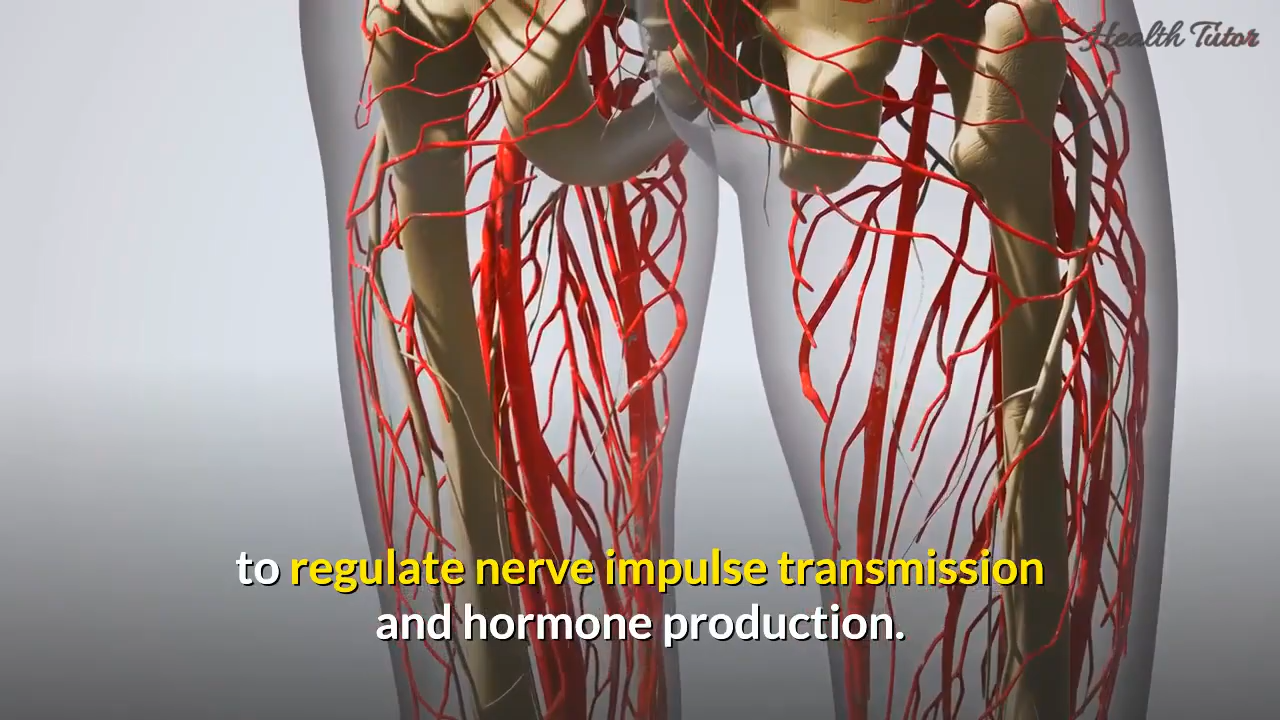 Health Tutor
to regulate nerve impulse transmission
and hormone production.